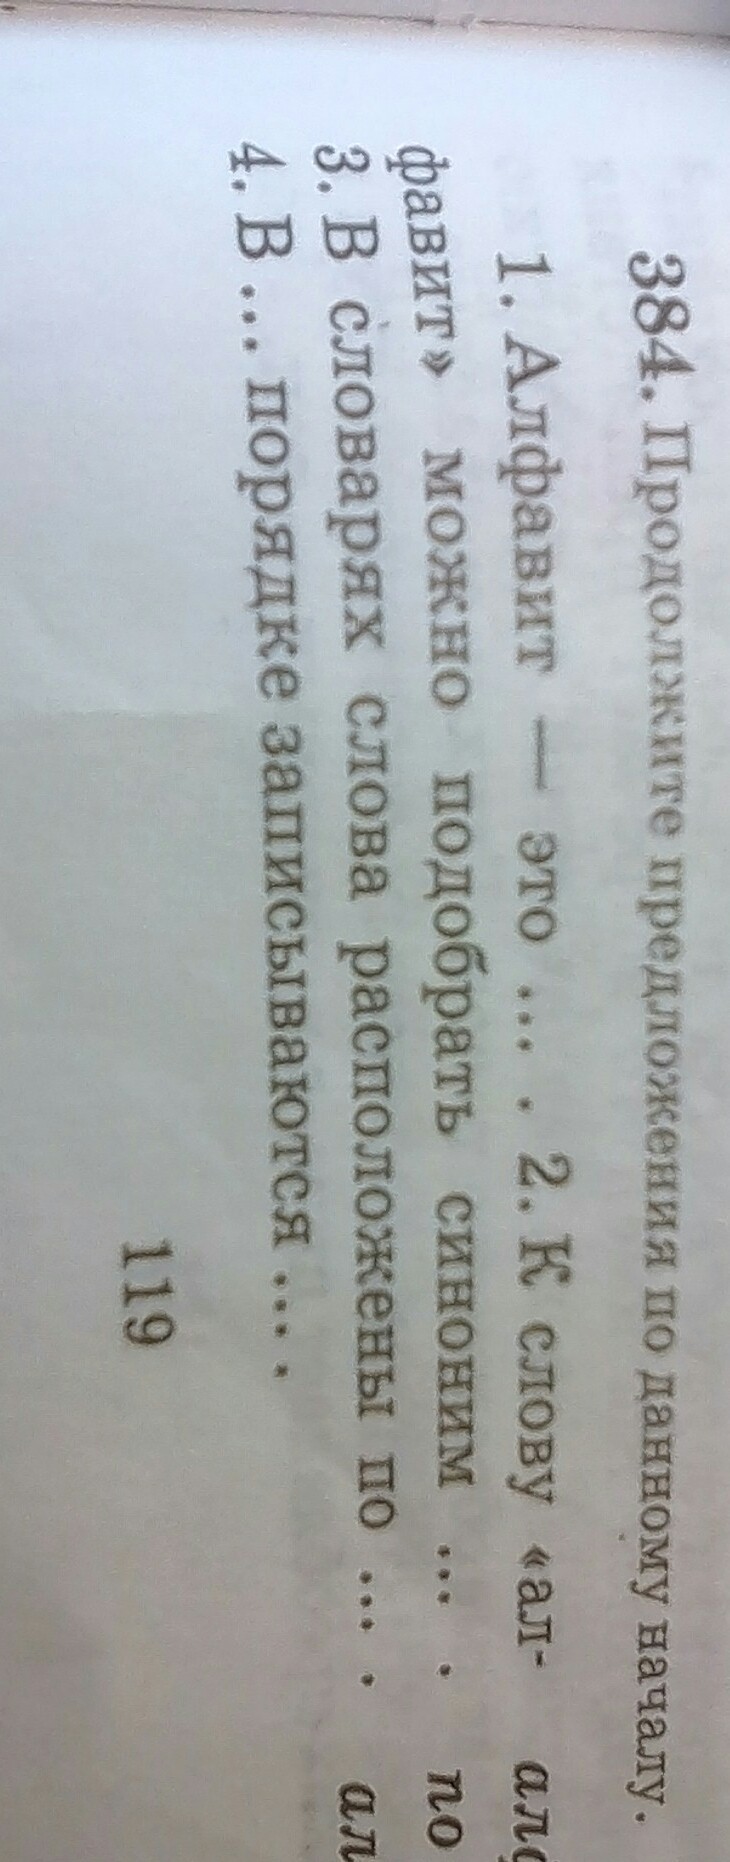 384. Продолжите предложения по данному началу.
1. Алфавит — это ... . 2. К слову «ал-
фавит» можно подобрать синоним ... .
3. В словарях слова расположены по ... .
4. В ... порядке записываются ... .
по
119